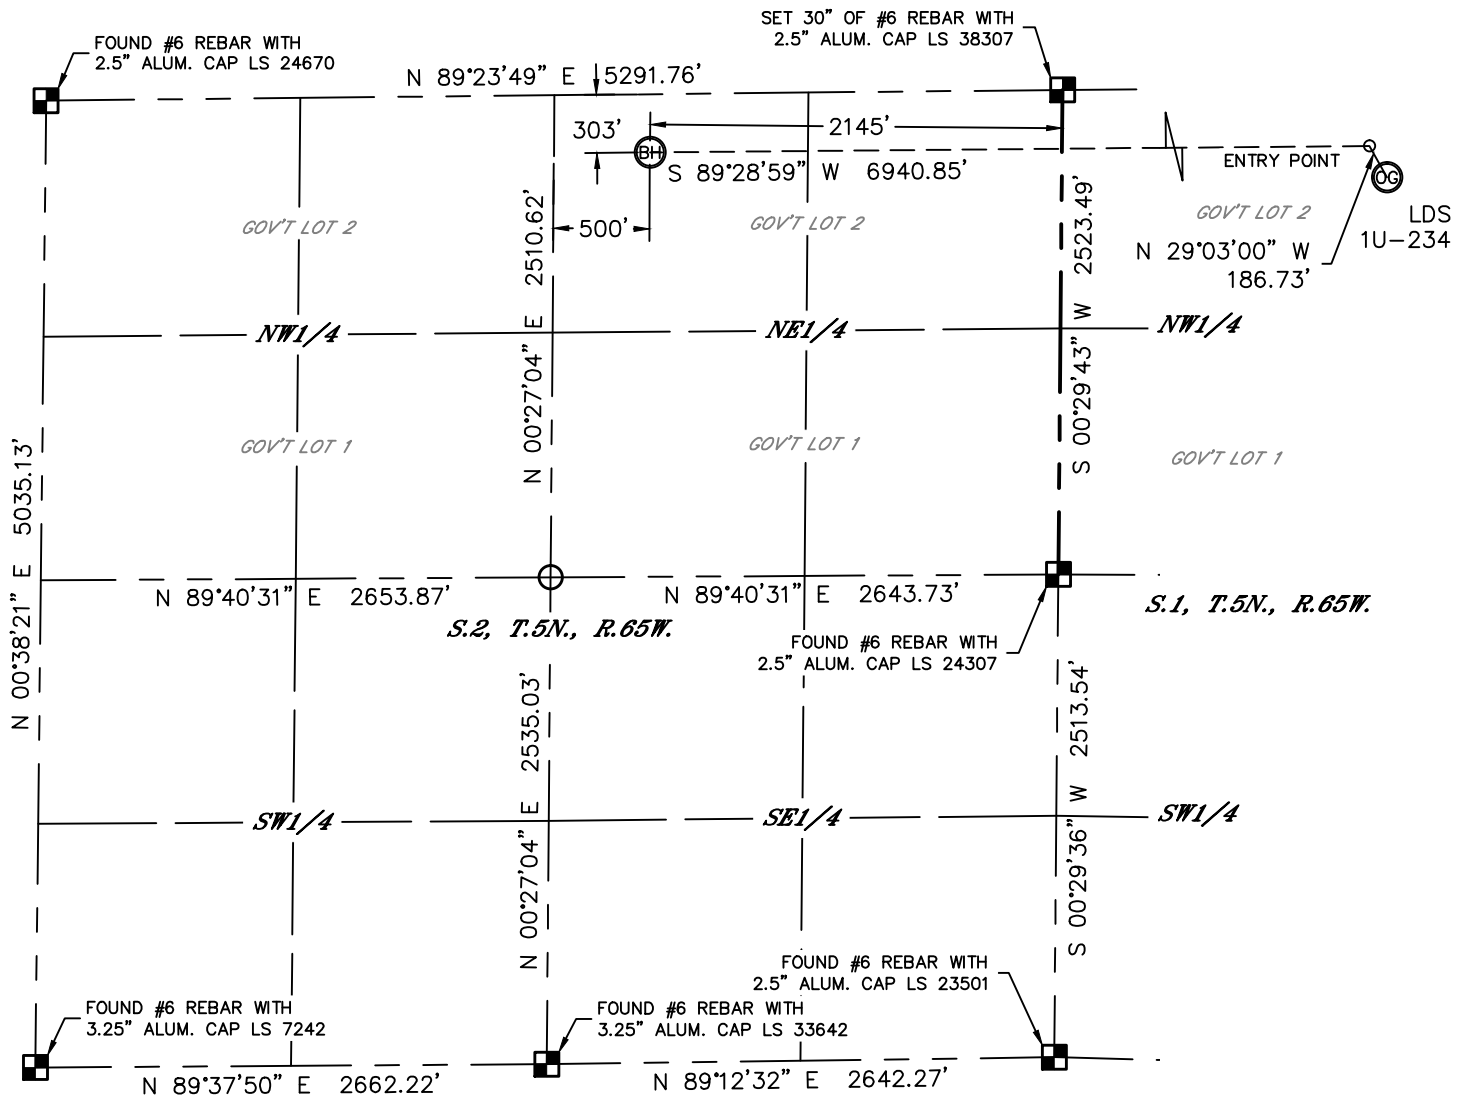 SET 30" OF #6 REBAR WITH
2.5" ALUM. CAP LS 38307
FOUND #6 REBAR WITH
2.5" ALUM. CAP LS 24670
N 89°23'49" E 5291.76'
303'
2145'
BH
S 89°28'59" W 6940.85'
ENTRY POINT
OG
LDS
1U-234
N 29°03'00" W
186.73'
500'
GOV'T LOT 2
GOV'T LOT 2
GOV'T LOT 2
N 00°27'04" E 2510.62'
S 00°29'43" W 2523.49'
NW1/4
NE1/4
NW1/4
GOV'T LOT 1
GOV'T LOT 1
GOV'T LOT 1
N 00°38'21" E 5035.13'
N 89°40'31" E 2653.87'
N 89°40'31" E 2643.73'
S.2, T.5N., R.65W.
S.1, T.5N., R.65W.
FOUND #6 REBAR WITH
2.5" ALUM. CAP LS 24307
N 00°27'04" E 2535.03'
S 00°29'36" W 2513.54'
SW1/4
SE1/4
SW1/4
FOUND #6 REBAR WITH
2.5" ALUM. CAP LS 23501
FOUND #6 REBAR WITH
3.25" ALUM. CAP LS 7242
FOUND #6 REBAR WITH
3.25" ALUM. CAP LS 33642
N 89°37'50" E 2662.22'
N 89°12'32" E 2642.27'